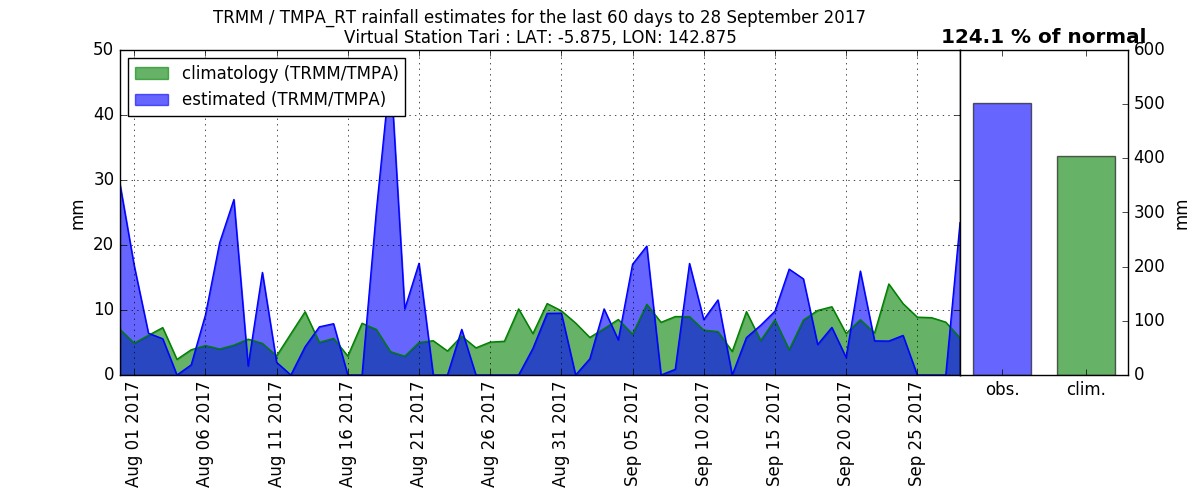 TRMM / TMPA_RT rainfall estimates for the last 60 days to 28 September 2017
Virtual Station Tari : LAT: -5.875, LON: 142.875
124.1 % of normal
climatology (TRMM/TMPA)
estimated (TRMM/TMPA)
50
40
30
20
10
0
mm
Aug 01 2017
Aug 06 2017
Aug 11 2017
Aug 16 2017
Aug 21 2017
Aug 26 2017
Aug 31 2017
Sep 05 2017
Sep 10 2017
Sep 15 2017
Sep 20 2017
Sep 25 2017
obs.
clim.
600
500
400
300
200
100
0
mm